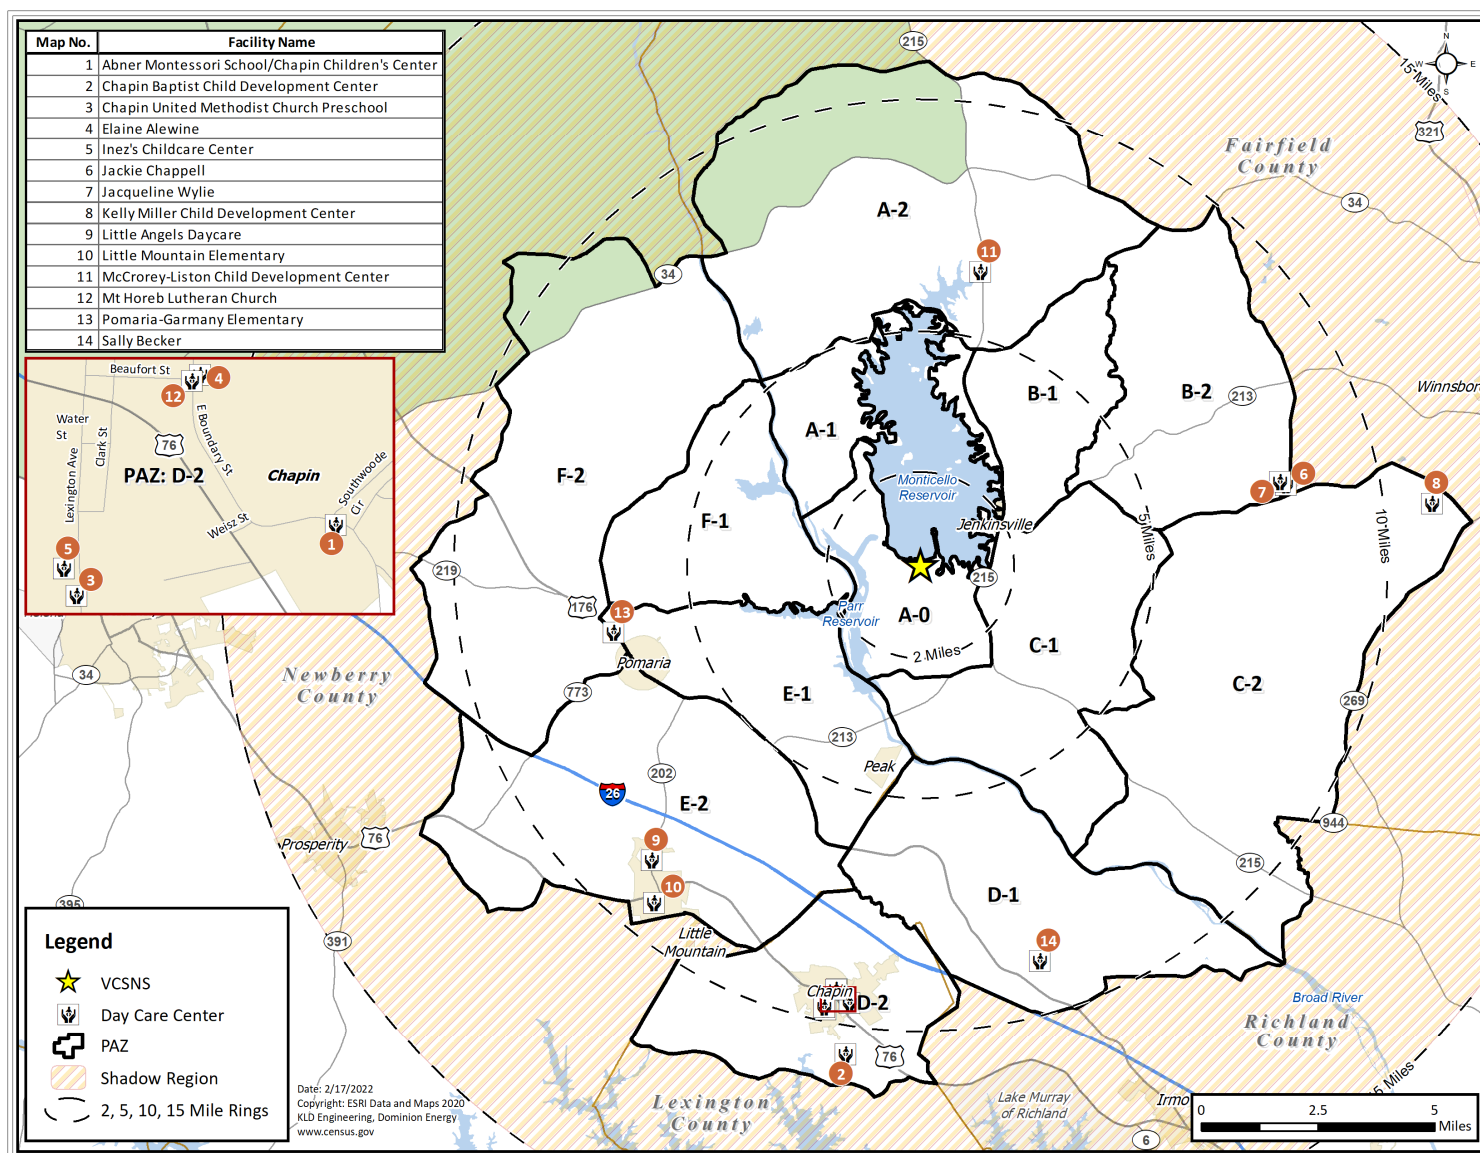 Map No. Facility Name
1 Abner Montessori School/Chapin Children's Center
2 Chapin Baptist Child Development Center
3 Chapin United Methodist Church Preschool
4 Elaine Alewine
5 Inez's Childcare Center
6 Jackie Chappell
7 Jacqueline Wylie
8 Kelly Miller Child Development Center
9 Little Angels Daycare
10 Little Mountain Elementary
11 McCrorey-Liston Child Development Center
12 Mt Horeb Lutheran Church
13 Pomaria-Garmany Elementary
14 Sally Becker
215
N
W E
S
15 Miles
321
Fairfield
County
34
A-2
11
34
B-1
B-2
213
Winnsbor
A-1
F-2
F-1
Monticello
Reservoir
Jenkinsville
5 Miles
10 Miles
7
6
8
219
176
13
Pomaria
215
Parr
Reservoir
A-0
2 Miles
C-1
C-2
E-1
773
269
213
Peak
202
26
E-2
944
215
9
10
D-1
14
Little
Mountain
Chapin
D-2
2
76
Beaufort St
4
12
Water
St
Clark St
E Boundary St
76
PAZ: D-2
Chapin
Lexington Ave
Southwoode
Cir
Weisz St
1
5
3
34
Newberry
County
Prosperity
76
395
391
Broad River
Richland
County
15 Miles
Lexington
County
Lake Murray
of Richland
Irmo
6
Legend
VCSNS
Day Care Center
PAZ
Shadow Region
2, 5, 10, 15 Mile Rings
Date: 2/17/2022
Copyright: ESRI Data and Maps 2020
KLD Engineering, Dominion Energy
www.census.gov
0 2.5 5
Miles